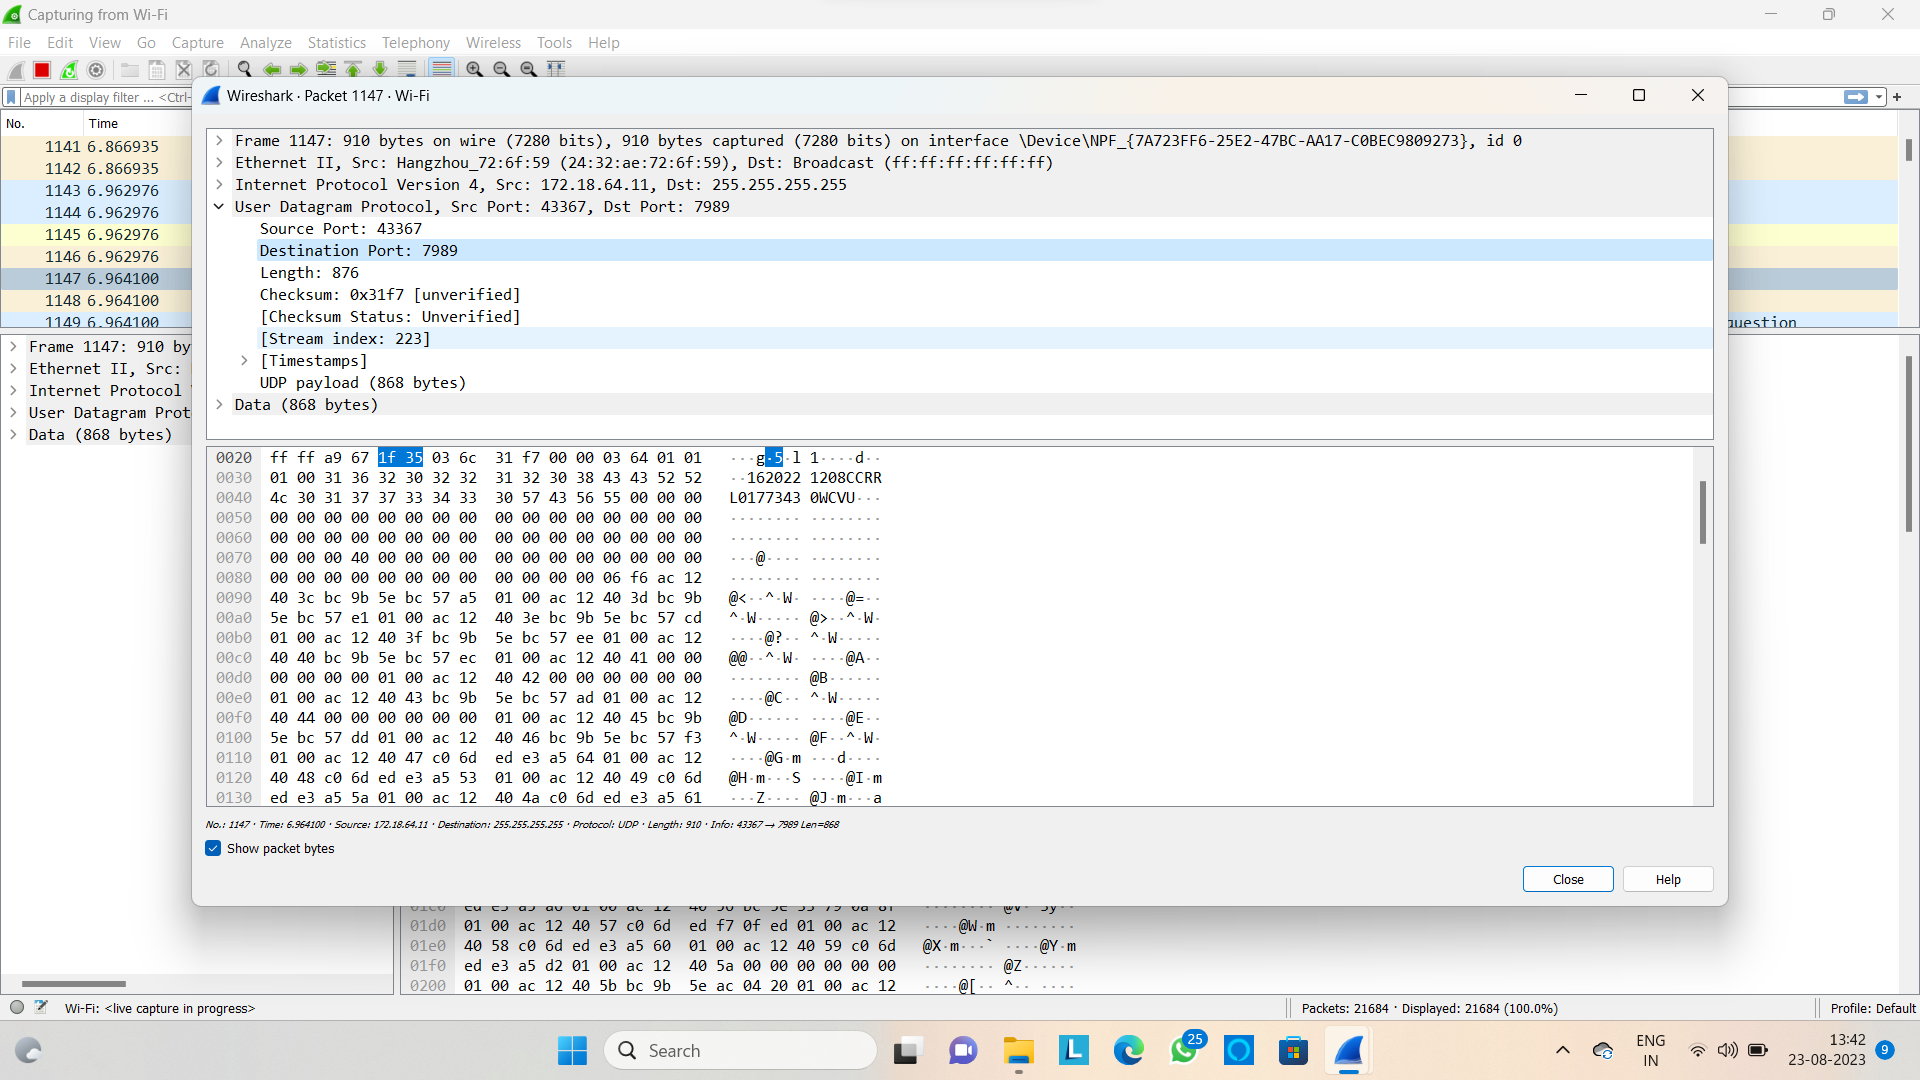 Capturing from Wi-Fi
File Edit View Go Capture Analyze Statistics Telephony Wireless Tools Help
Apply a display filter ... <Ctrl-
No. Time
1141 6.866935
1142 6.866935
1143 6.962976
1144 6.962976
1145 6.962976
1146 6.962976
1147 6.964100
1148 6.964100
1149 6.964100
question
Frame 1147: 910 by
Ethernet II, Src:
Internet Protocol
User Datagram Prot
Data (868 bytes)
Wireshark · Packet 1147 · Wi-Fi
Frame 1147: 910 bytes on wire (7280 bits), 910 bytes captured (7280 bits) on interface \Device\NPF_{7A723FF6-25E2-47BC-AA17-C0BEC9809273}, id 0
Ethernet II, Src: Hangzhou_72:6f:59 (24:32:ae:72:6f:59), Dst: Broadcast (ff:ff:ff:ff:ff:ff)
Internet Protocol Version 4, Src: 172.18.64.11, Dst: 255.255.255.255
User Datagram Protocol, Src Port: 43367, Dst Port: 7989
Source Port: 43367
Destination Port: 7989
Length: 876
Checksum: 0x31f7 [unverified]
[Checksum Status: Unverified]
[Stream index: 223]
[Timestamps]
UDP payload (868 bytes)
Data (868 bytes)
0020 ff ff a9 67 1f 35 03 6c 31 f7 00 00 03 64 01 01 ···g·5·l 1····d··
0030 01 00 31 36 32 30 32 32 31 32 30 38 43 43 52 52 ··162022 1208CCRR
0040 4c 30 31 37 37 33 34 33 30 57 43 56 55 00 00 00 L0177343 0WCVU···
0050 00 00 00 00 00 00 00 00 00 00 00 00 00 00 00 00 ········ ········
0060 00 00 00 00 00 00 00 00 00 00 00 00 00 00 00 00 ········ ········
0070 00 00 00 40 00 00 00 00 00 00 00 00 00 00 00 00 ···@···· ········
0080 00 00 00 00 00 00 00 00 00 00 00 00 06 f6 ac 12 ········ ········
0090 40 3c bc 9b 5e bc 57 a5 01 00 ac 12 40 3d bc 9b @<··^·W· ····@=··
00a0 5e bc 57 e1 01 00 ac 12 40 3e bc 9b 5e bc 57 cd ^·W····· @>··^·W·
00b0 01 00 ac 12 40 3f bc 9b 5e bc 57 ee 01 00 ac 12 ····@?·· ^·W·····
00c0 40 40 bc 9b 5e bc 57 ec 01 00 ac 12 40 41 00 00 @@··^·W· ····@A··
00d0 00 00 00 00 01 00 ac 12 40 42 00 00 00 00 00 00 ········ @B······
00e0 01 00 ac 12 40 43 bc 9b 5e bc 57 ad 01 00 ac 12 ····@C·· ^·W·····
00f0 40 44 00 00 00 00 00 00 01 00 ac 12 40 45 bc 9b @D······ ····@E··
0100 5e bc 57 dd 01 00 ac 12 40 46 bc 9b 5e bc 57 f3 ^·W····· @F··^·W·
0110 01 00 ac 12 40 47 c0 6d ed e3 a5 64 01 00 ac 12 ····@G·m ···d····
0120 40 48 c0 6d ed e3 a5 53 01 00 ac 12 40 49 c0 6d @H·m···S ····@I·m
0130 ed e3 a5 5a 01 00 ac 12 40 4a c0 6d ed e3 a5 61 ···Z···· @J·m···a
No.: 1147 · Time: 6.964100 · Source: 172.18.64.11 · Destination: 255.255.255.255 · Protocol: UDP · Length: 910 · Info: 43367 → 7989 Len=868
Show packet bytes
Close Help
01d0 01 00 ac 12 40 57 c0 6d ed f7 0f ed 01 00 ac 12 ····@W·m ········
01e0 40 58 c0 6d ed e3 a5 60 01 00 ac 12 40 59 c0 6d @X·m···` ····@Y·m
01f0 ed e3 a5 d2 01 00 ac 12 40 5a 00 00 00 00 00 00 ········ @Z······
0200 01 00 ac 12 40 5b bc 9b 5e ac 04 20 01 00 ac 12 ····@[·· ^·· ····
Wi-Fi: <live capture in progress>
Packets: 21684 · Displayed: 21684 (100.0%)
Profile: Default
Search
25
ENG
IN
13:42
23-08-2023
9